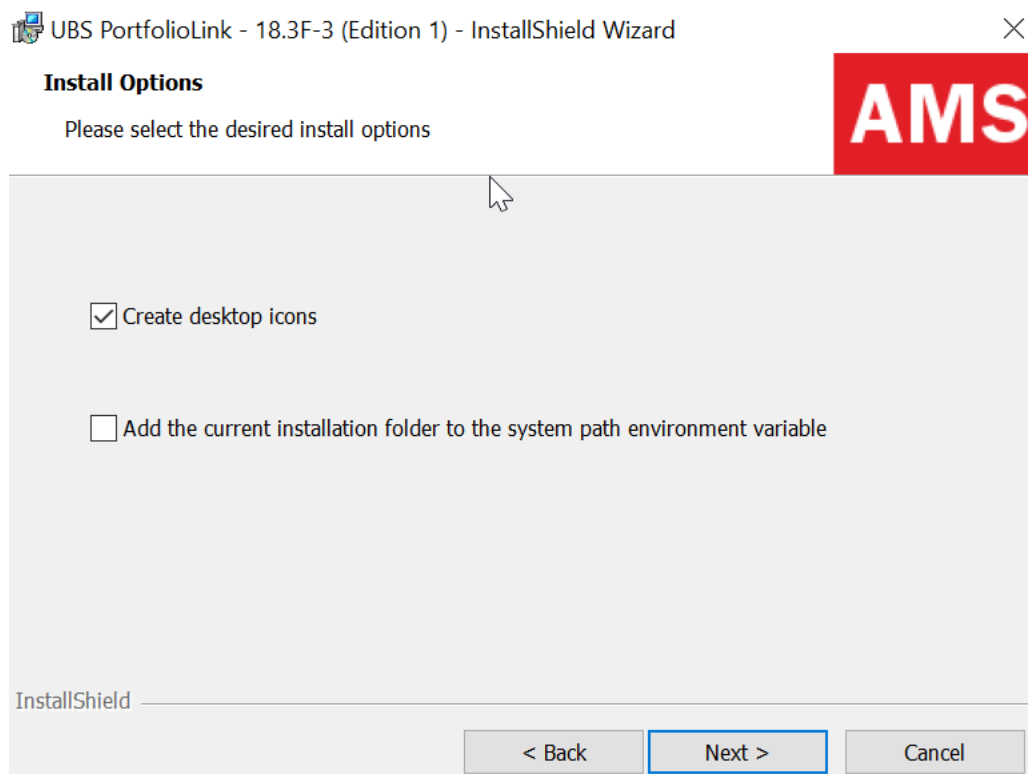 UBS PortfolioLink - 18.3F-3 (Edition 1) - InstallShield Wizard
Install Options
Please select the desired install options
AMS
Create desktop icons
Add the current installation folder to the system path environment variable
InstallShield
< Back
Next >
Cancel